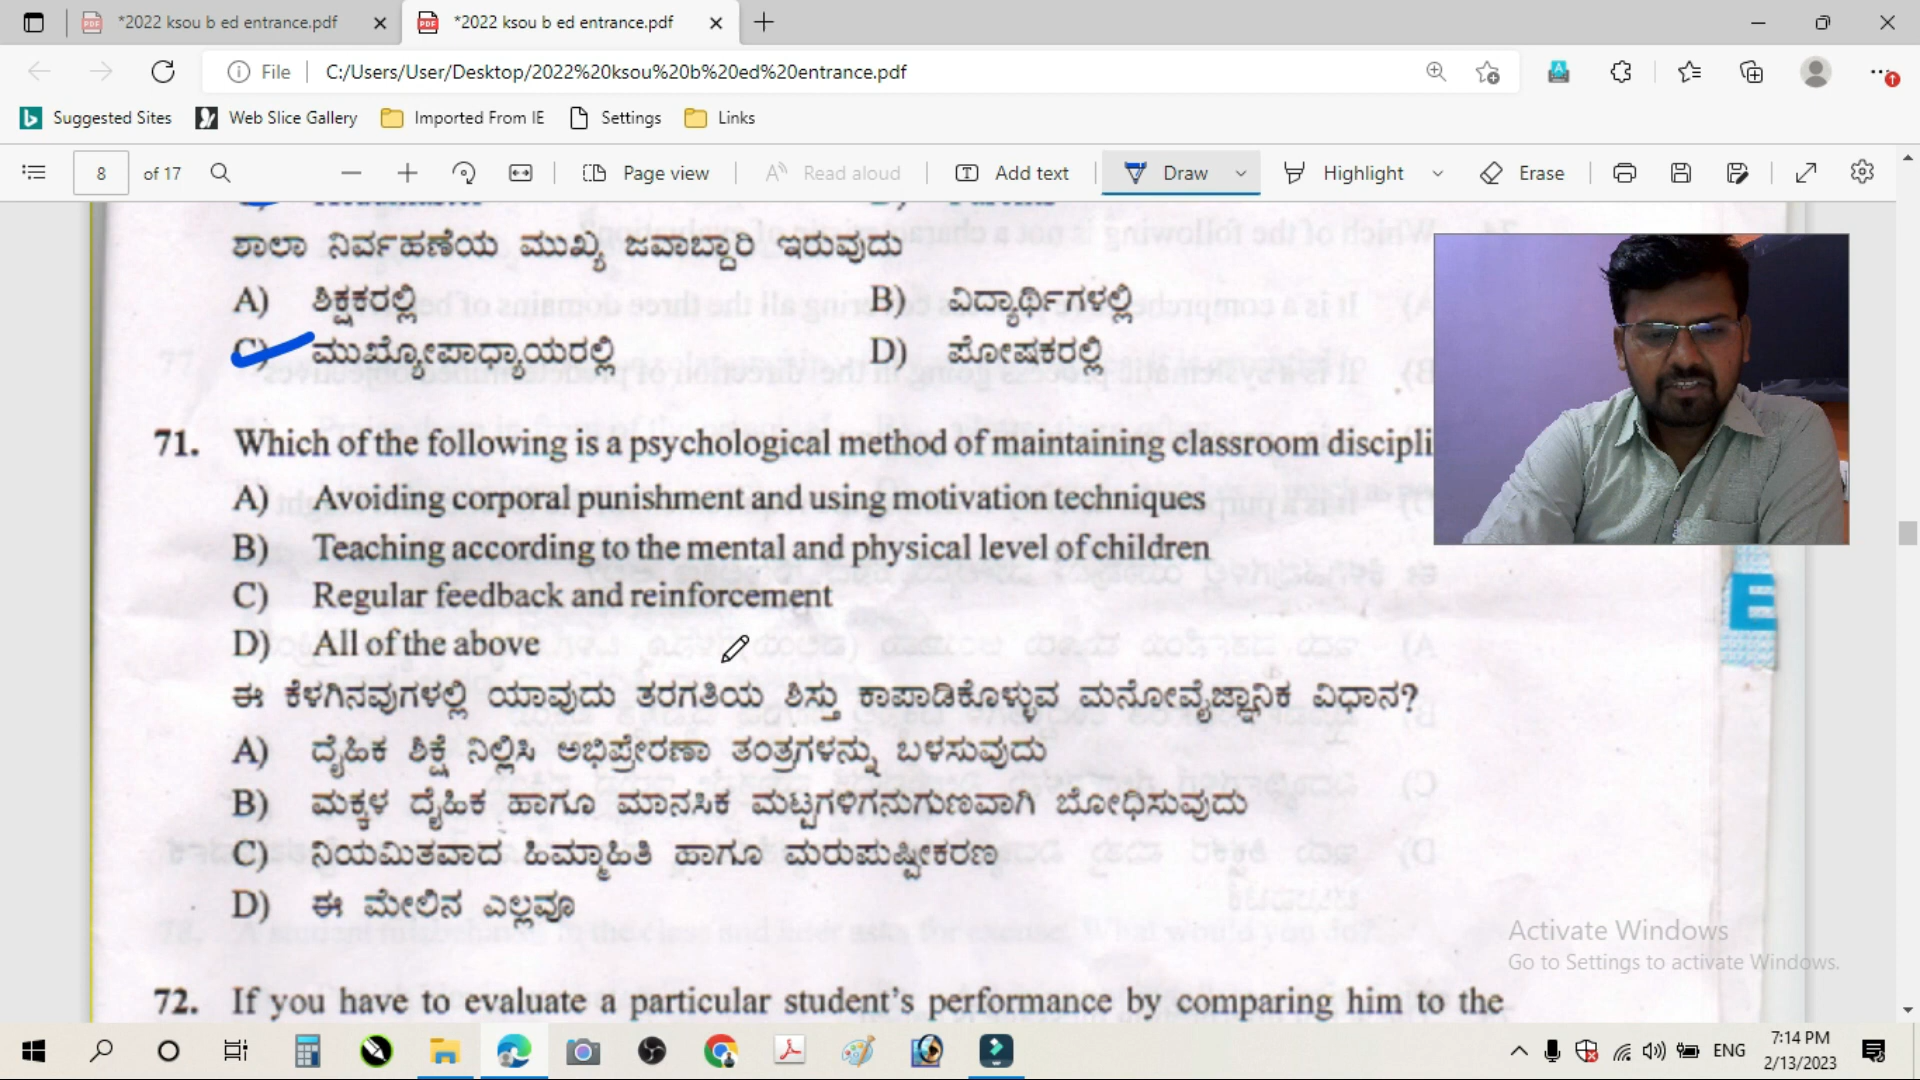 *2022 ksou b ed entrance.pdf
*2022 ksou b ed entrance.pdf
File
C:/Users/User/Desktop/2022%20ksou%20b%20ed%20entrance.pdf
Suggested Sites
Web Slice Gallery
Imported From IE
Settings
Links
8 of 17
Page view
Read aloud
Add text
Draw
Highlight
Erase
ಶಾಲಾ ನಿರ್ವಹಣೆಯ ಮುಖ್ಯ ಜವಾಬ್ದಾರಿ ಇರುವುದು
A) ಶಿಕ್ಷಕರಲ್ಲಿ
B) ವಿದ್ಯಾರ್ಥಿಗಳಲ್ಲಿ
C) ಮುಖ್ಯೋಪಾಧ್ಯಾಯರಲ್ಲಿ
D) ಪೋಷಕರಲ್ಲಿ
71. Which of the following is a psychological method of maintaining classroom discipli
A) Avoiding corporal punishment and using motivation techniques
B) Teaching according to the mental and physical level of children
C) Regular feedback and reinforcement
D) All of the above
ಈ ಕೆಳಗಿನವುಗಳಲ್ಲಿ ಯಾವುದು ತರಗತಿಯ ಶಿಸ್ತು ಕಾಪಾಡಿಕೊಳ್ಳುವ ಮನೋವೈಜ್ಞಾನಿಕ ವಿಧಾನ?
A) ದೈಹಿಕ ಶಿಕ್ಷೆ ನಿಲ್ಲಿಸಿ ಅಭಿಪ್ರೇರಣಾ ತಂತ್ರಗಳನ್ನು ಬಳಸುವುದು
B) ಮಕ್ಕಳ ದೈಹಿಕ ಹಾಗೂ ಮಾನಸಿಕ ಮಟ್ಟಗಳಿಗನುಗುಣವಾಗಿ ಬೋಧಿಸುವುದು
C) ನಿಯಮಿತವಾದ ಹಿಮ್ಮಾಹಿತಿ ಹಾಗೂ ಮರುಪುಷ್ಟೀಕರಣ
D) ಈ ಮೇಲಿನ ಎಲ್ಲವೂ
72. If you have to evaluate a particular student's performance by comparing him to the
E
Activate Windows
Go to Settings to activate Windows.
ENG
7:14 PM
2/13/2023